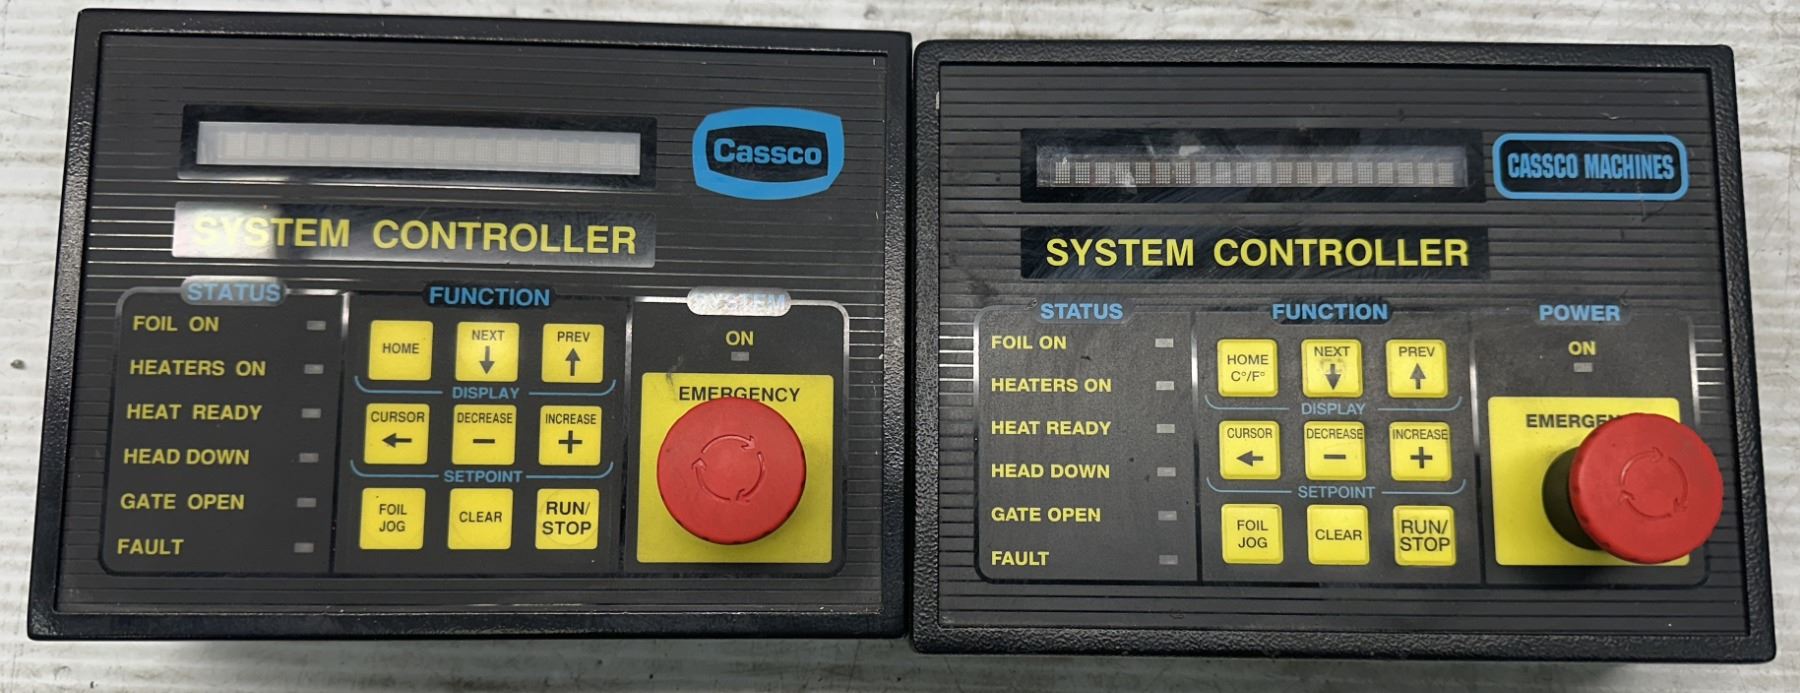 Cassco
SYSTEM CONTROLLER
STATUS
FOIL ON
HEATERS ON
HEAT READY
HEAD DOWN
GATE OPEN
FAULT
FUNCTION
HOME
NEXT
PREV
DISPLAY
CURSOR
DECREASE
INCREASE
SETPOINT
FOIL
JOG
CLEAR
RUN/
STOP
SYSTEM
ON
EMERGENCY
CASSCO MACHINES
SYSTEM CONTROLLER
STATUS
FOIL ON
HEATERS ON
HEAT READY
HEAD DOWN
GATE OPEN
FAULT
FUNCTION
HOME
C°/F°
NEXT
PREV
DISPLAY
CURSOR
DECREASE
INCREASE
SETPOINT
FOIL
JOG
CLEAR
RUN/
STOP
POWER
ON